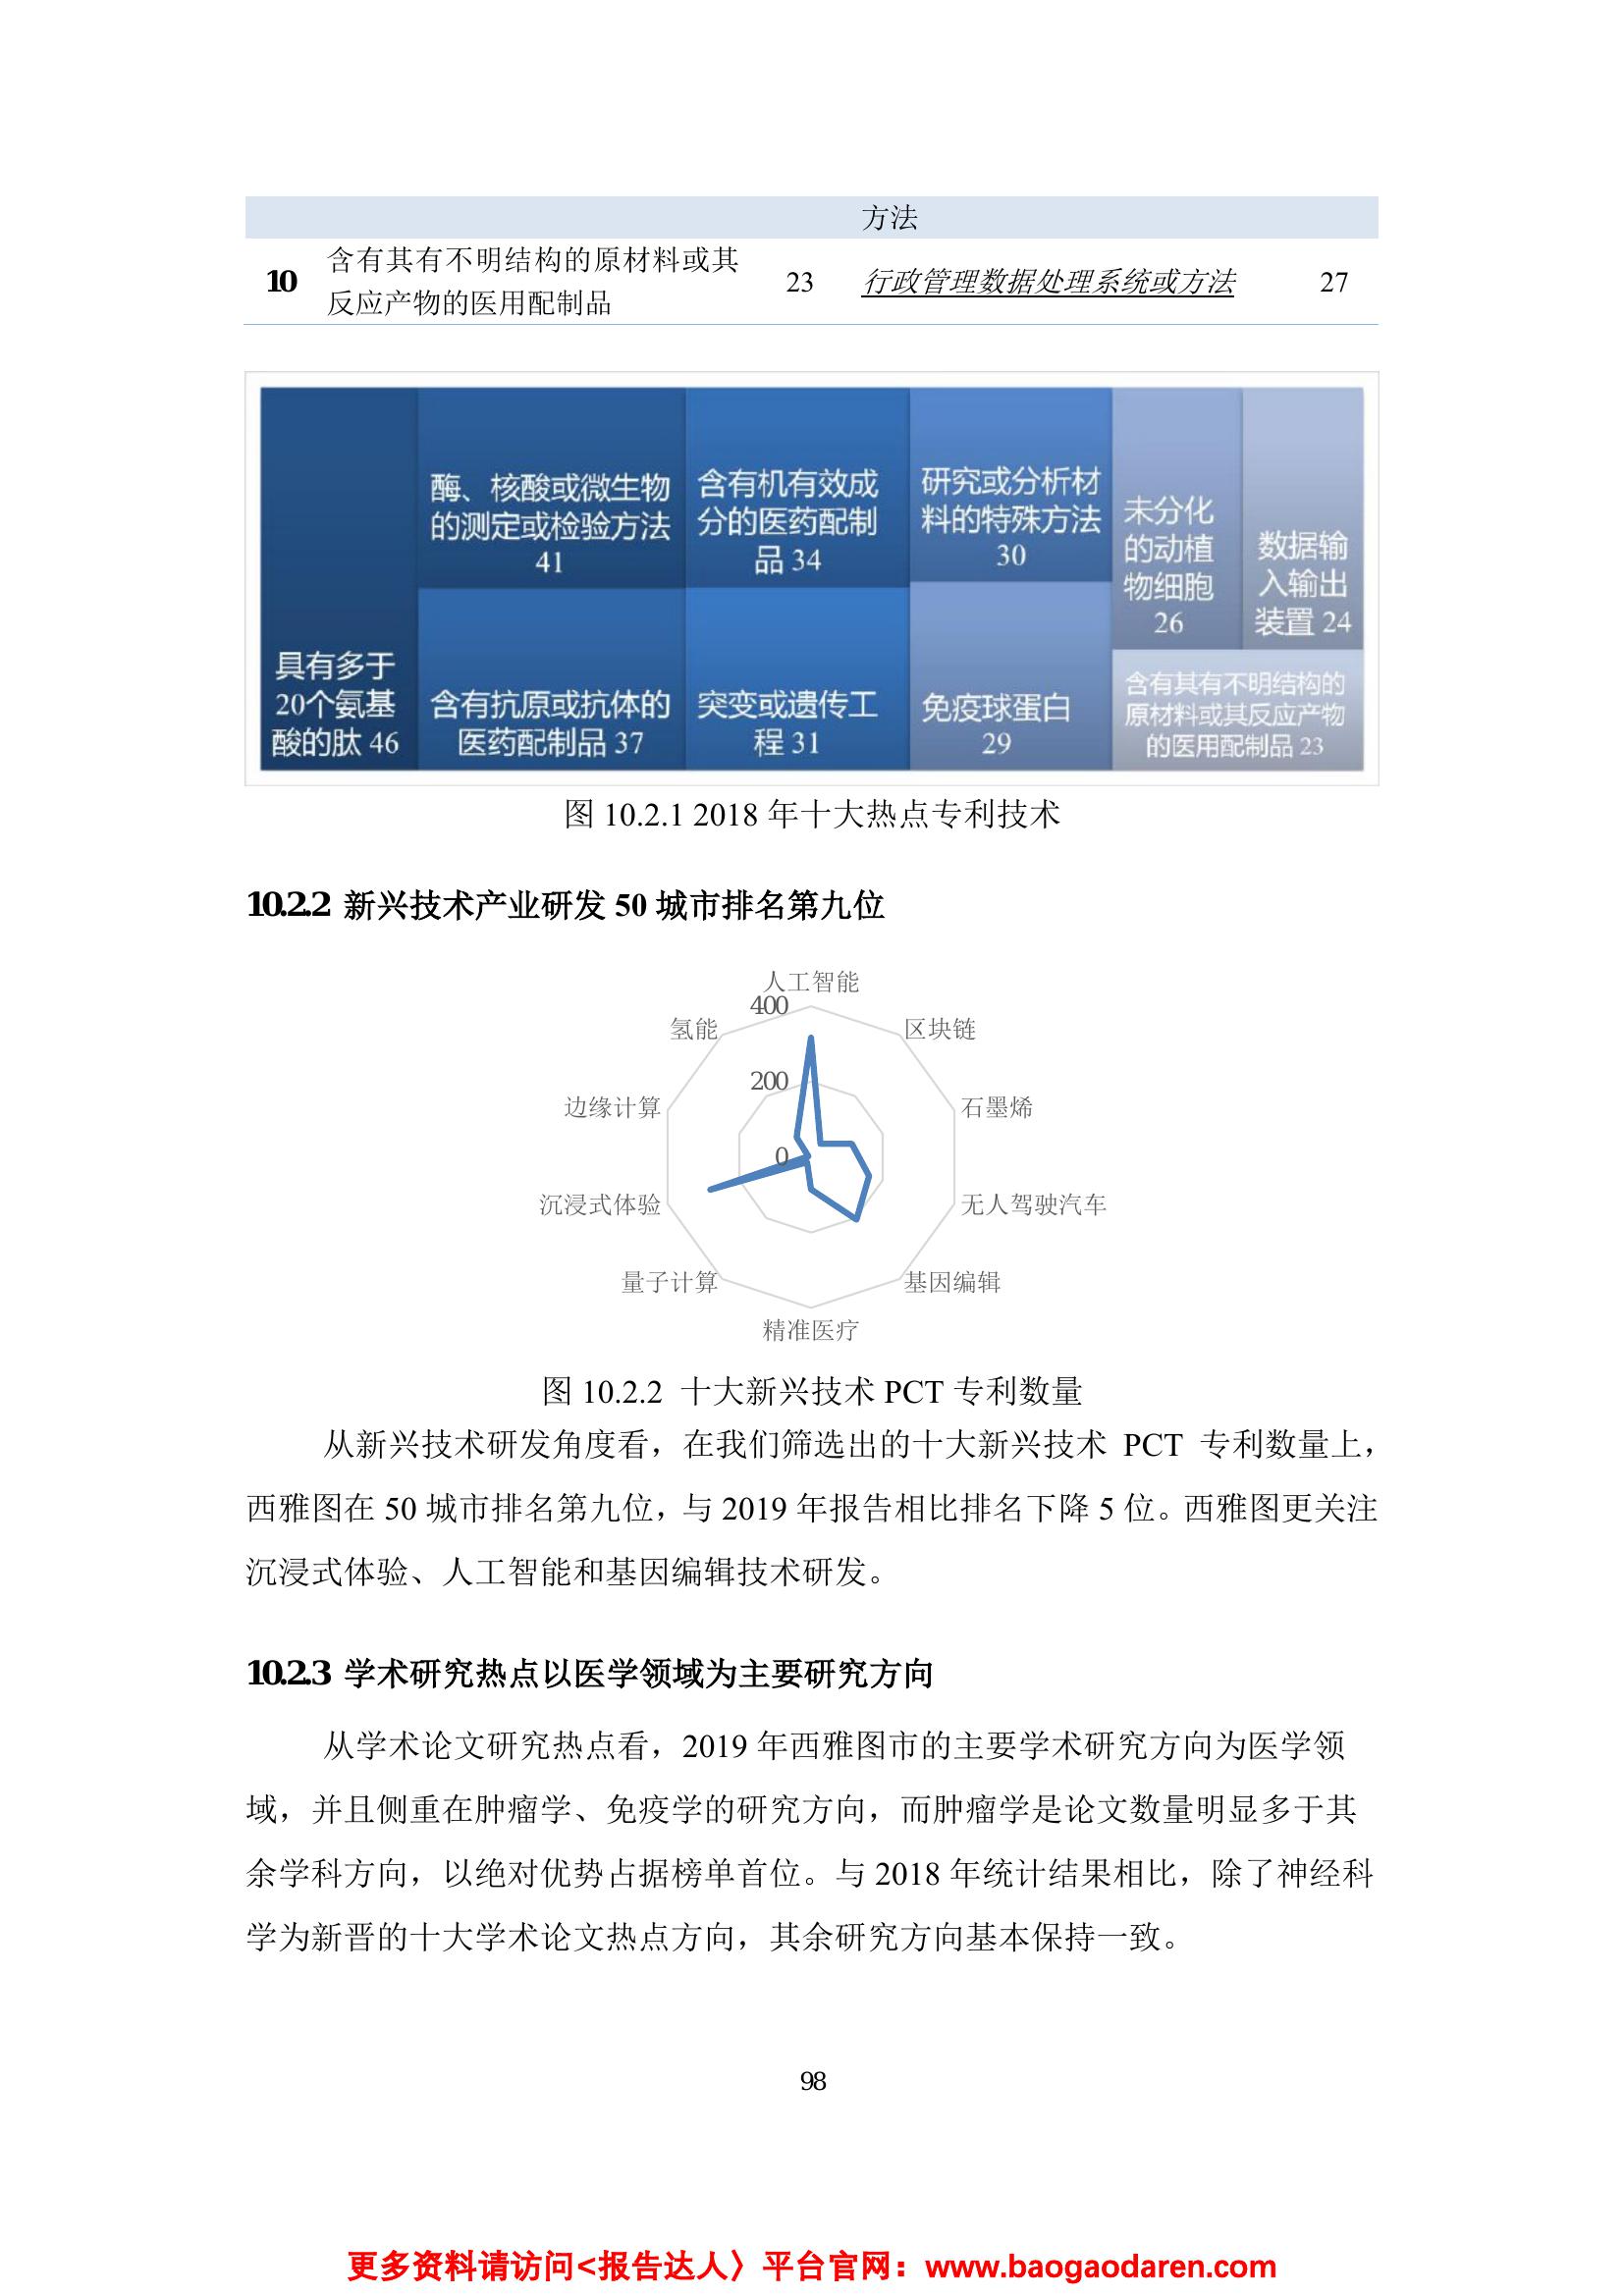 方法
10 含有其有不明结构的原材料或其 23 行政管理数据处理系统或方法 27
反应产物的医用配制品
具有多于
20个氨基
酸的肽 46
酶、核酸或微生物
的测定或检验方法
41
含有抗原或抗体的
医药配制品 37
含有机有效成
分的医药配制
品 34
突变或遗传工
程 31
研究或分析材
料的特殊方法
30
免疫球蛋白
29
未分化
的动植
物细胞
26
数据输
入输出
装置 24
含有其有不明结构的
原材料或其反应产物
的医用配制品 23
图 10.2.1 2018 年十大热点专利技术
10.2.2 新兴技术产业研发 50 城市排名第九位
人工智能
400
氢能
区块链
200
边缘计算
石墨烯
0
沉浸式体验
无人驾驶汽车
量子计算
基因编辑
精准医疗
图 10.2.2 十大新兴技术 PCT 专利数量
从新兴技术研发角度看，在我们筛选出的十大新兴技术 PCT 专利数量上，
西雅图在 50 城市排名第九位，与 2019 年报告相比排名下降 5 位。西雅图更关注
沉浸式体验、人工智能和基因编辑技术研发。
10.2.3 学术研究热点以医学领域为主要研究方向
从学术论文研究热点看，2019 年西雅图市的主要学术研究方向为医学领
域，并且侧重在肿瘤学、免疫学的研究方向，而肿瘤学是论文数量明显多于其
余学科方向，以绝对优势占据榜单首位。与 2018 年统计结果相比，除了神经科
学为新晋的十大学术论文热点方向，其余研究方向基本保持一致。
98
更多资料请访问<报告达人〉平台官网：www.baogaodaren.com